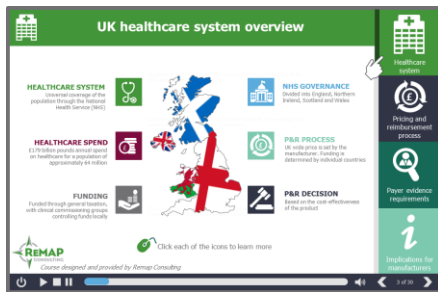 UK healthcare system overview
HEALTHCARE SYSTEM
Universal coverage of the
population through the National
Health Service (NHS)
HEALTHCARE SPEND
£179 billion pounds annual spend
on healthcare for a population of
approximately 64 million
FUNDING
Funded through general taxation,
with clinical commissioning groups
controlling funds locally
NHS GOVERNANCE
Divided into England, Northern
Ireland, Scotland and Wales
P&R PROCESS
UK wide price is set by the
manufacturer. Funding is
determined by individual countries
P&R DECISION
Based on the cost-effectiveness
of the product
Click each of the icons to learn more
REMAP
CONSULTING
Course designed and provided by Remap Consulting
Healthcare
system
Pricing and
reimbursement
process
Payer evidence
requirements
Implications for
manufacturers
3 of 30